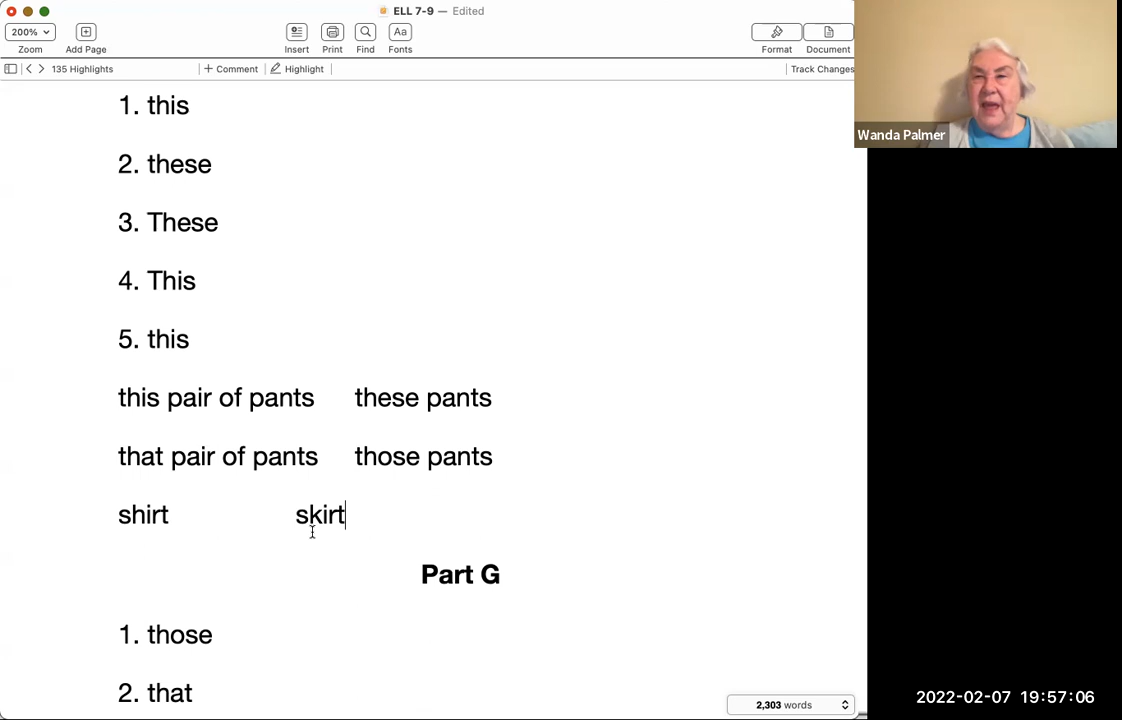 ELL 7-9 — Edited
200%
Zoom
Add Page
Insert
Print
Find
Aa
Fonts
Format
Document
135 Highlights
+ Comment
Highlight
Track Changes
1. this
2. these
3. These
4. This
5. this
this pair of pants these pants
that pair of pants those pants
shirt skirt
Part G
1. those
2. that
2,303 words
Wanda Palmer
2022-02-07 19:57:06